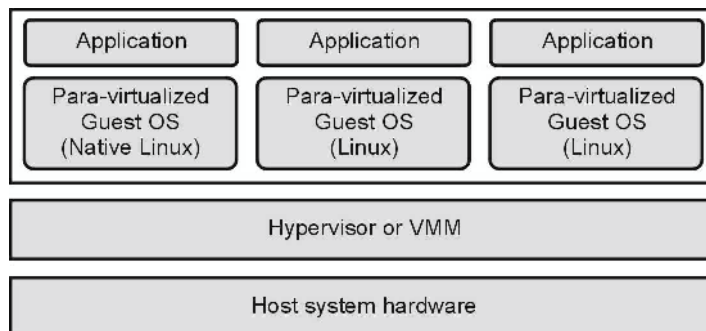 Application
Application
Application
Para-virtualized
Guest OS
(Native Linux)
Para-virtualized
Guest OS
(Linux)
Para-virtualized
Guest OS
(Linux)
Hypervisor or VMM
Host system hardware